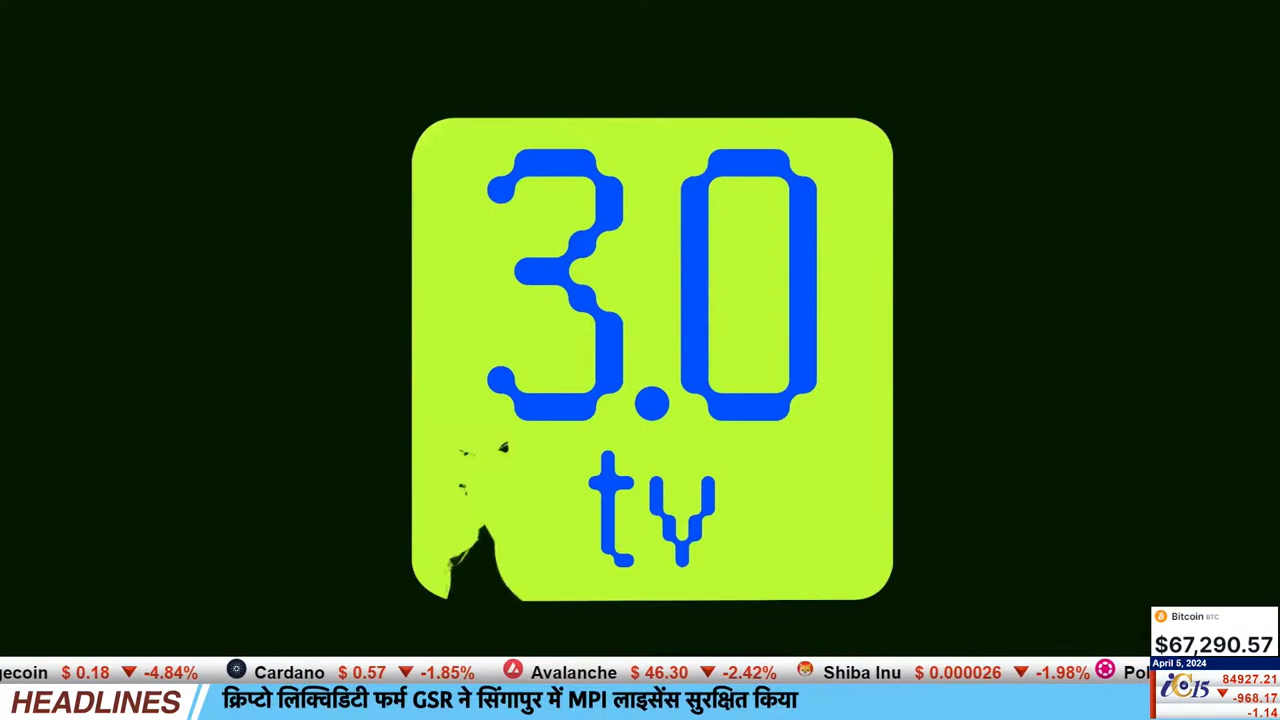 3.0
tv
Bitcoin BTC
$67,290.57
April 5, 2024
gecoin $ 0.18 -4.84% Cardano $ 0.57 -1.85% Avalanche $ 46.30 -2.42% Shiba Inu $ 0.000026 -1.98% Pol
84927.21
IC15
-968.17
-1.14
HEADLINES क्रिप्टो लिक्विडिटी फर्म GSR ने सिंगापुर में MPI लाइसेंस सुरक्षित किया